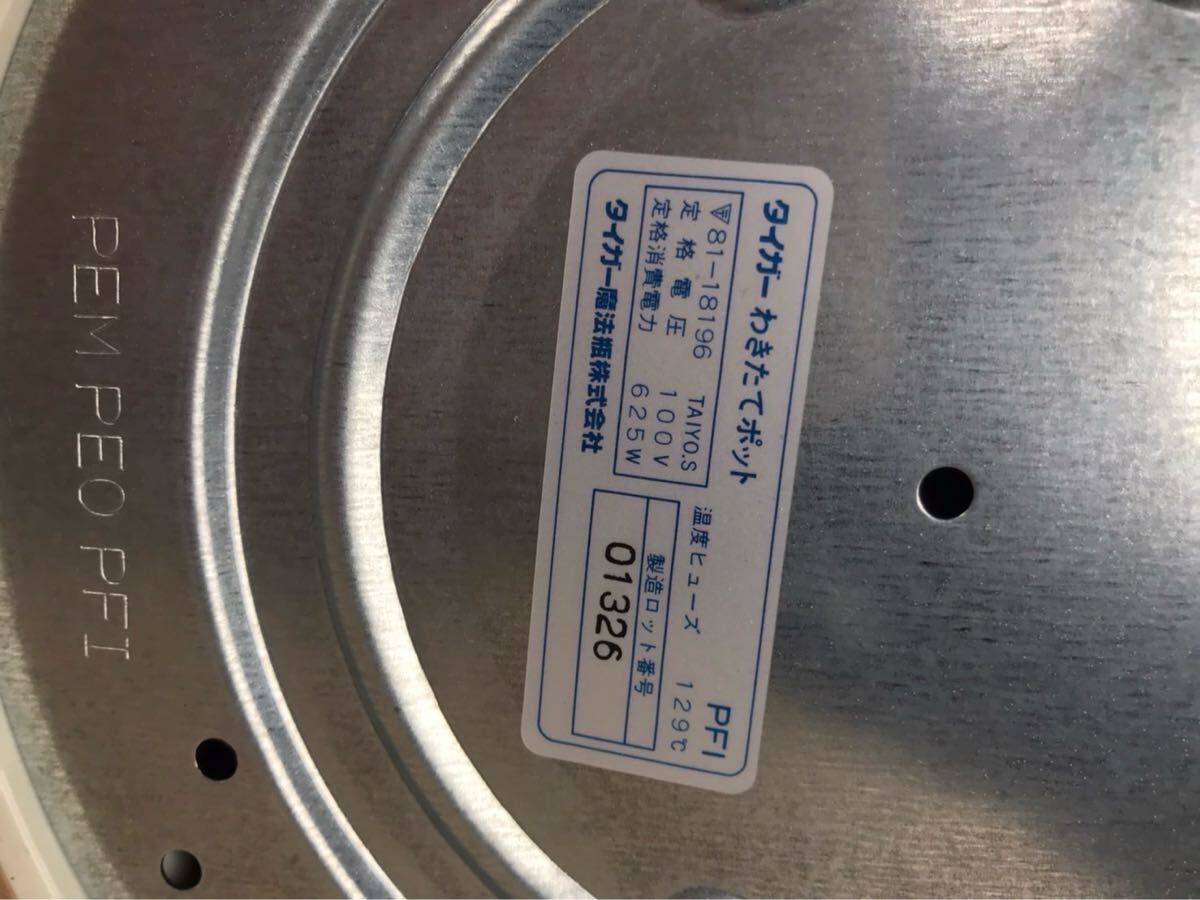 タイガーわきたてポット PFI
▽81-18196 TAIYO.S
定格電圧 100V
定格消費電力 625W
タイガー魔法瓶株式会社
温度ヒューズ 129℃
製造ロット番号
01326
PEM PEO PFI